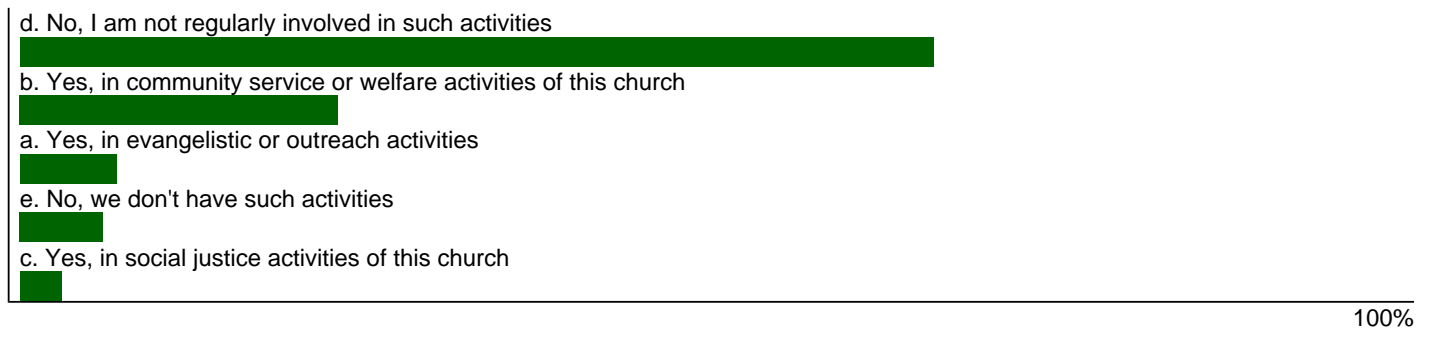 d. No, I am not regularly involved in such activities
b. Yes, in community service or welfare activities of this church
a. Yes, in evangelistic or outreach activities
e. No, we don't have such activities
c. Yes, in social justice activities of this church
100%